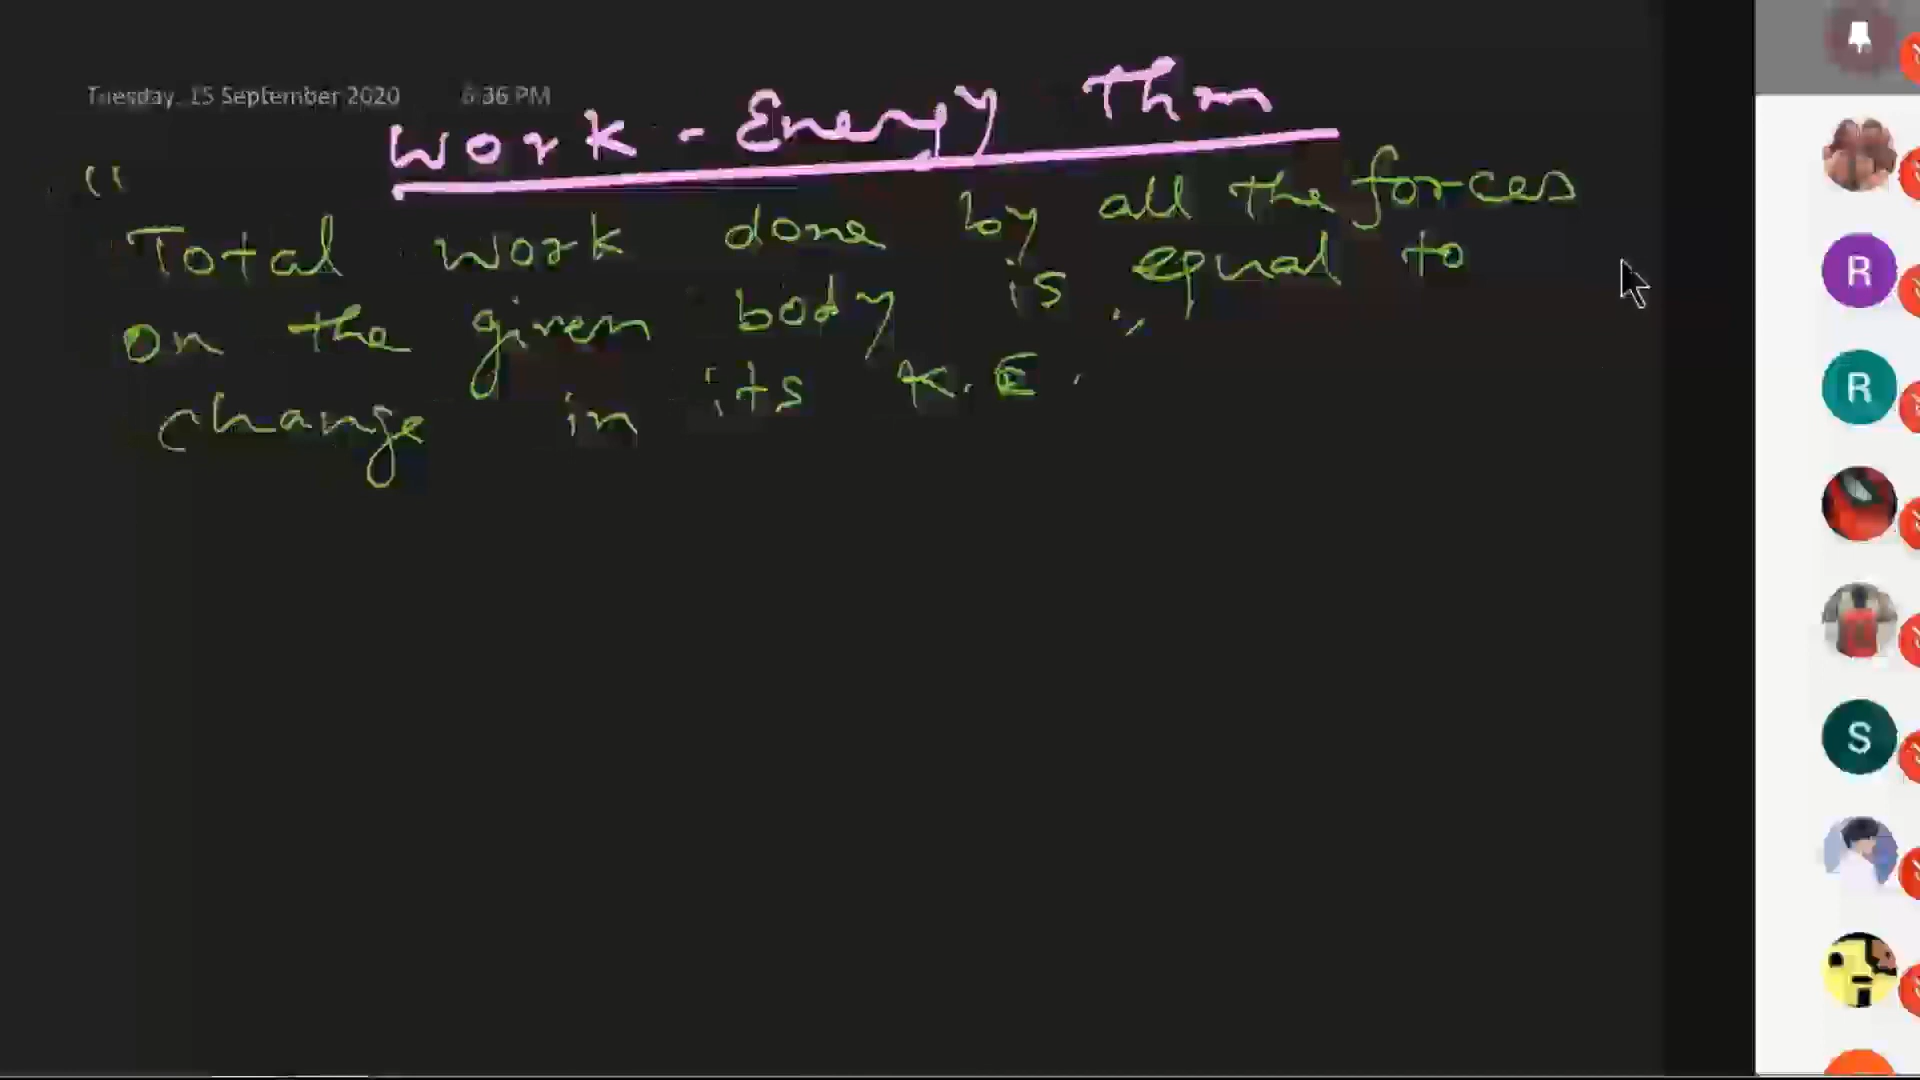 Tuesday, 15 September 2020 6:36 PM
Work - Energy Thm
"
Total work done by all the forces
on the given body is equal to
change in its K.E. "
R
R
S